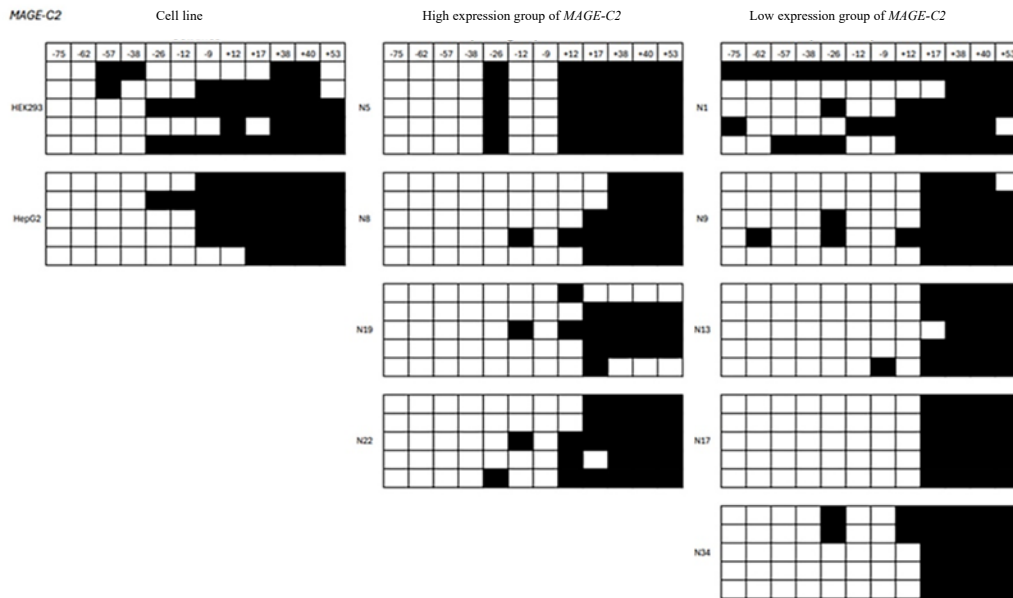 MAGE-C2 Cell line High expression group of MAGE-C2 Low expression group of MAGE-C2
-75 -62 -57 -38 -26 -12 -9 +12 +17 +38 +40 +53 -75 -62 -57 -38 -26 -12 -9 +12 +17 +38 +40 +53 -75 -62 -57 -38 -26 -12 -9 +12 +17 +38 +40 +53
HEK293 N5 N1
HepG2 N8 N9
N19 N13
N22 N17
N34